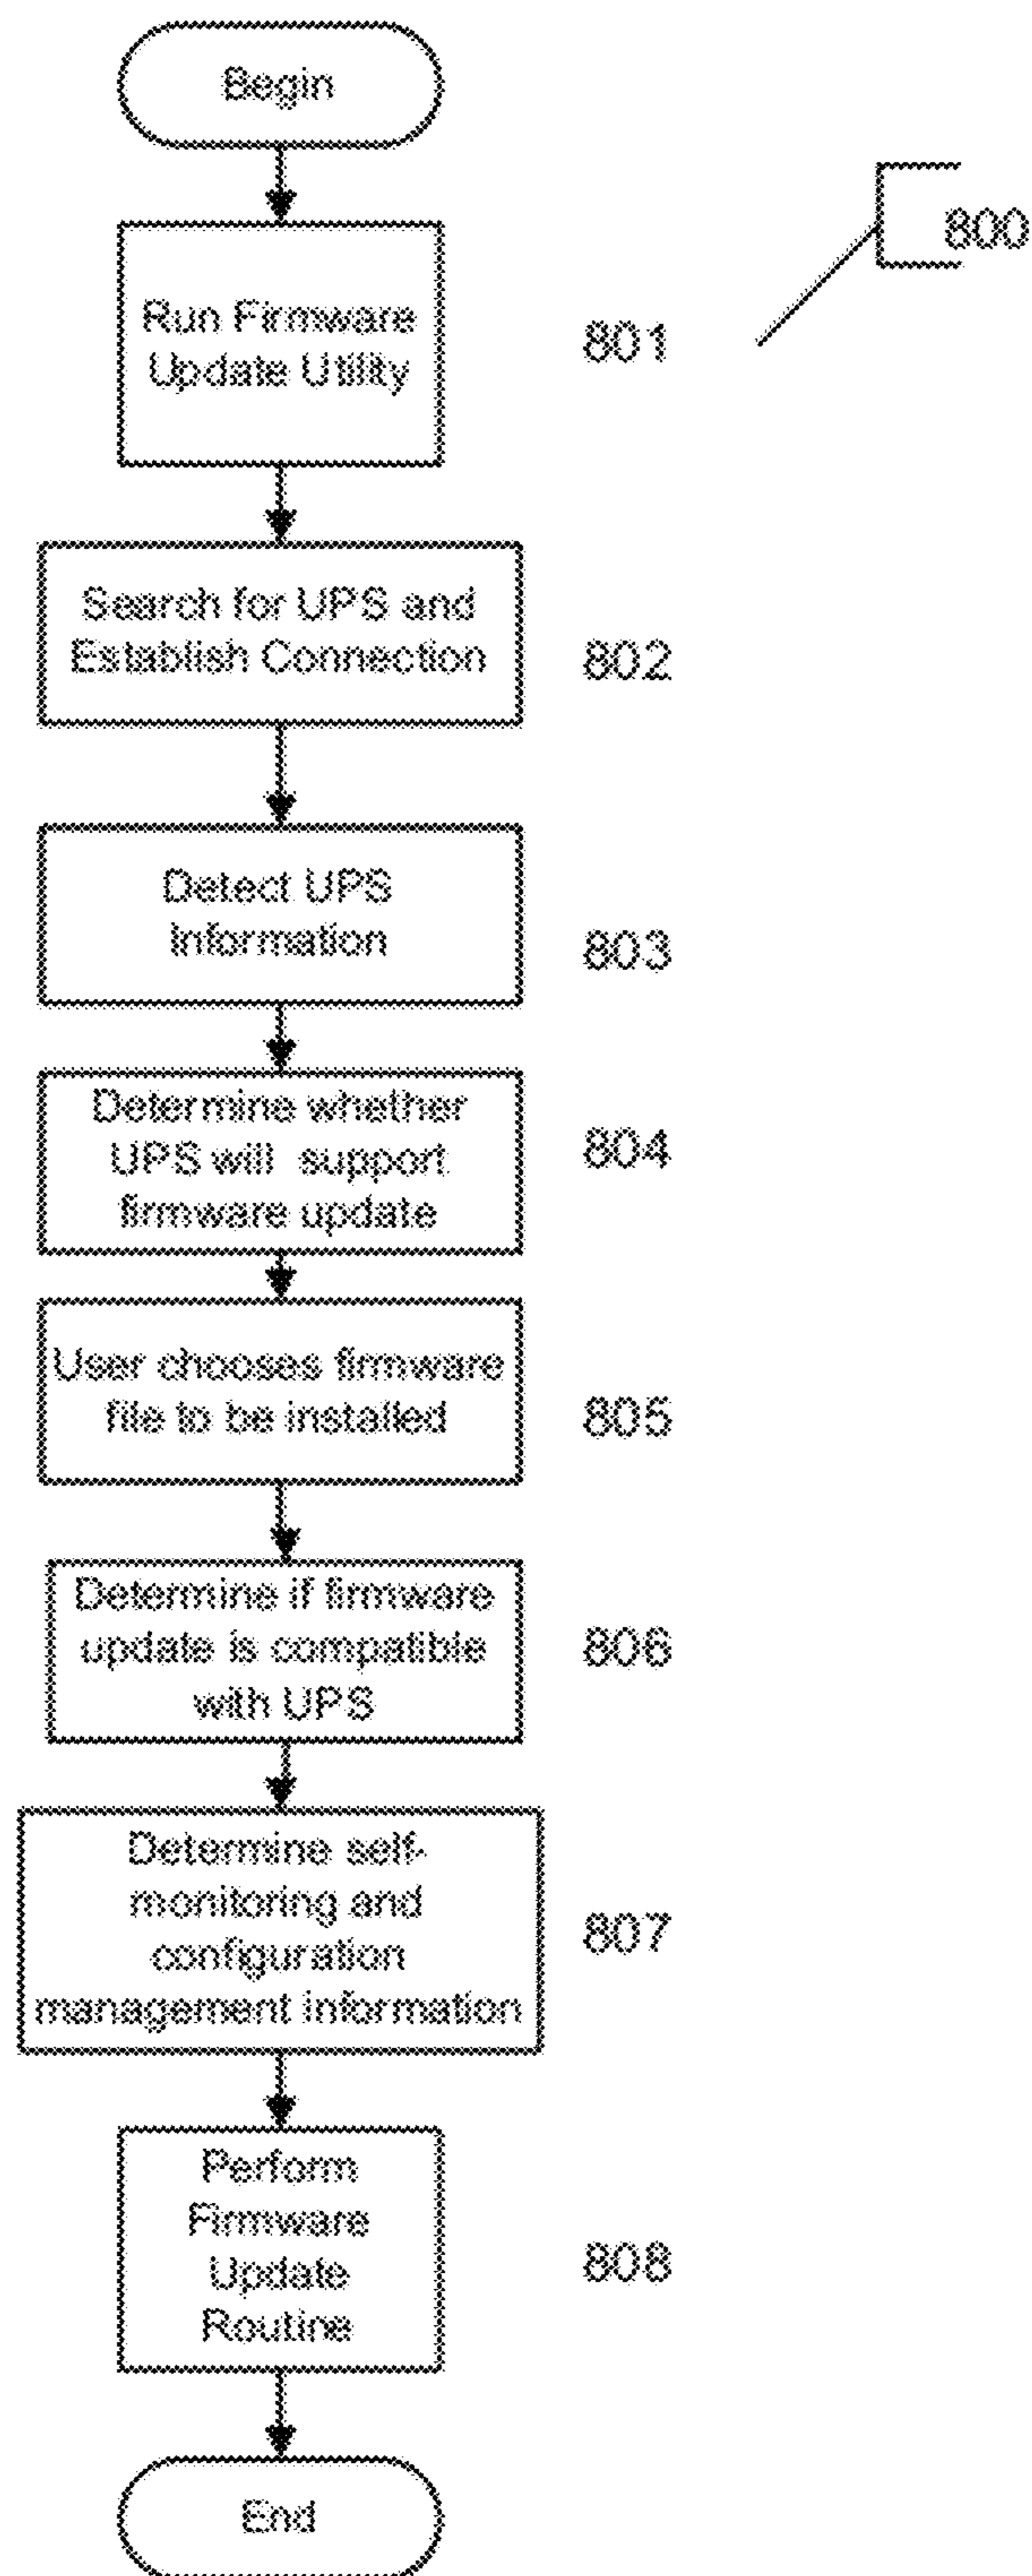 Begin
800
Run Firmware
Update Utility
801
Search for UPS and
Establish Connection
802
Detect UPS
Information
803
Determine whether
UPS will support
firmware update
804
User chooses firmware
file to be installed
805
Determine if firmware
update is compatible
with UPS
806
Determine self-
monitoring and
configuration
management information
807
Perform
Firmware
Update
Routine
808
End